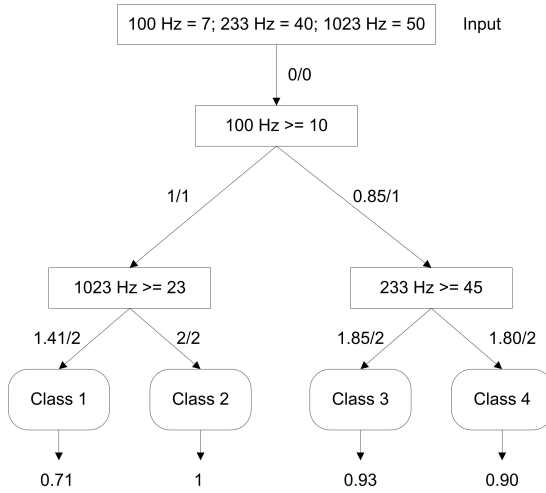 100 Hz = 7; 233 Hz = 40; 1023 Hz = 50 Input
0/0
100 Hz >= 10
1/1 0.85/1
1023 Hz >= 23 233 Hz >= 45
1.41/2 2/2 1.85/2 1.80/2
Class 1 Class 2 Class 3 Class 4
0.71 1 0.93 0.90